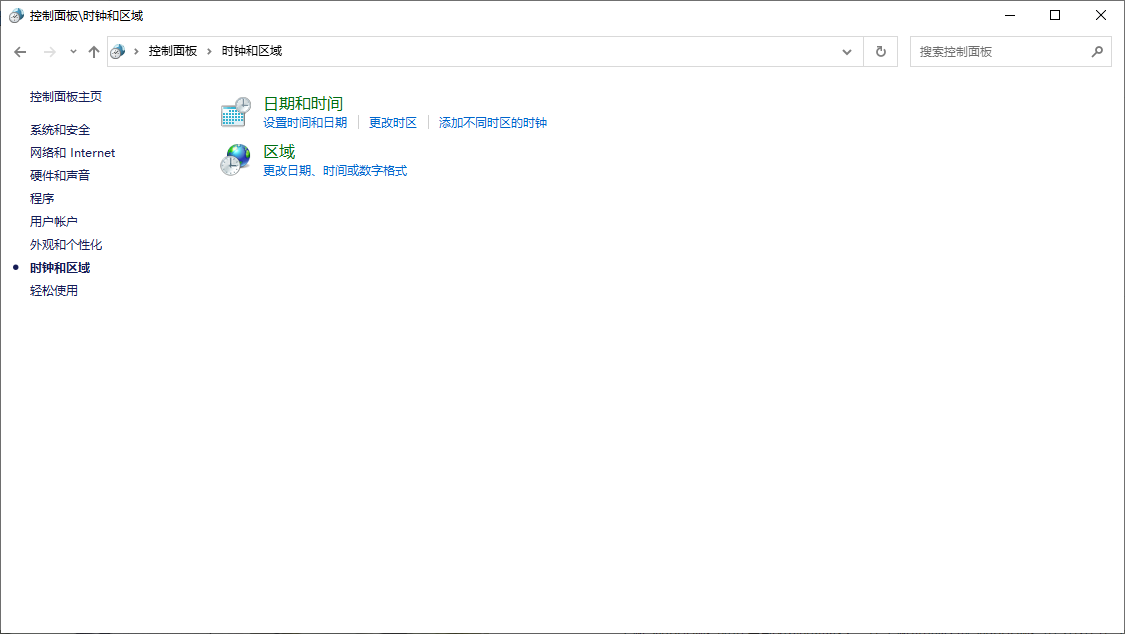 控制面板\时钟和区域
控制面板 时钟和区域
搜索控制面板
控制面板主页
系统和安全
网络和 Internet
硬件和声音
程序
用户帐户
外观和个性化
时钟和区域
轻松使用
日期和时间
设置时间和日期 更改时区 添加不同时区的时钟
区域
更改日期、时间或数字格式